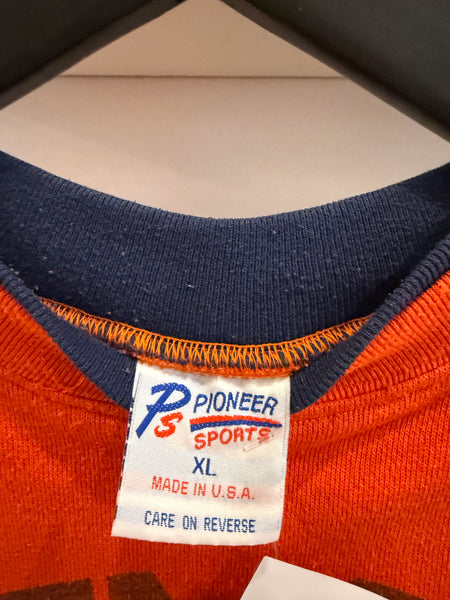 PS PIONEER
SPORTS
XL
MADE IN U.S.A.
CARE ON REVERSE